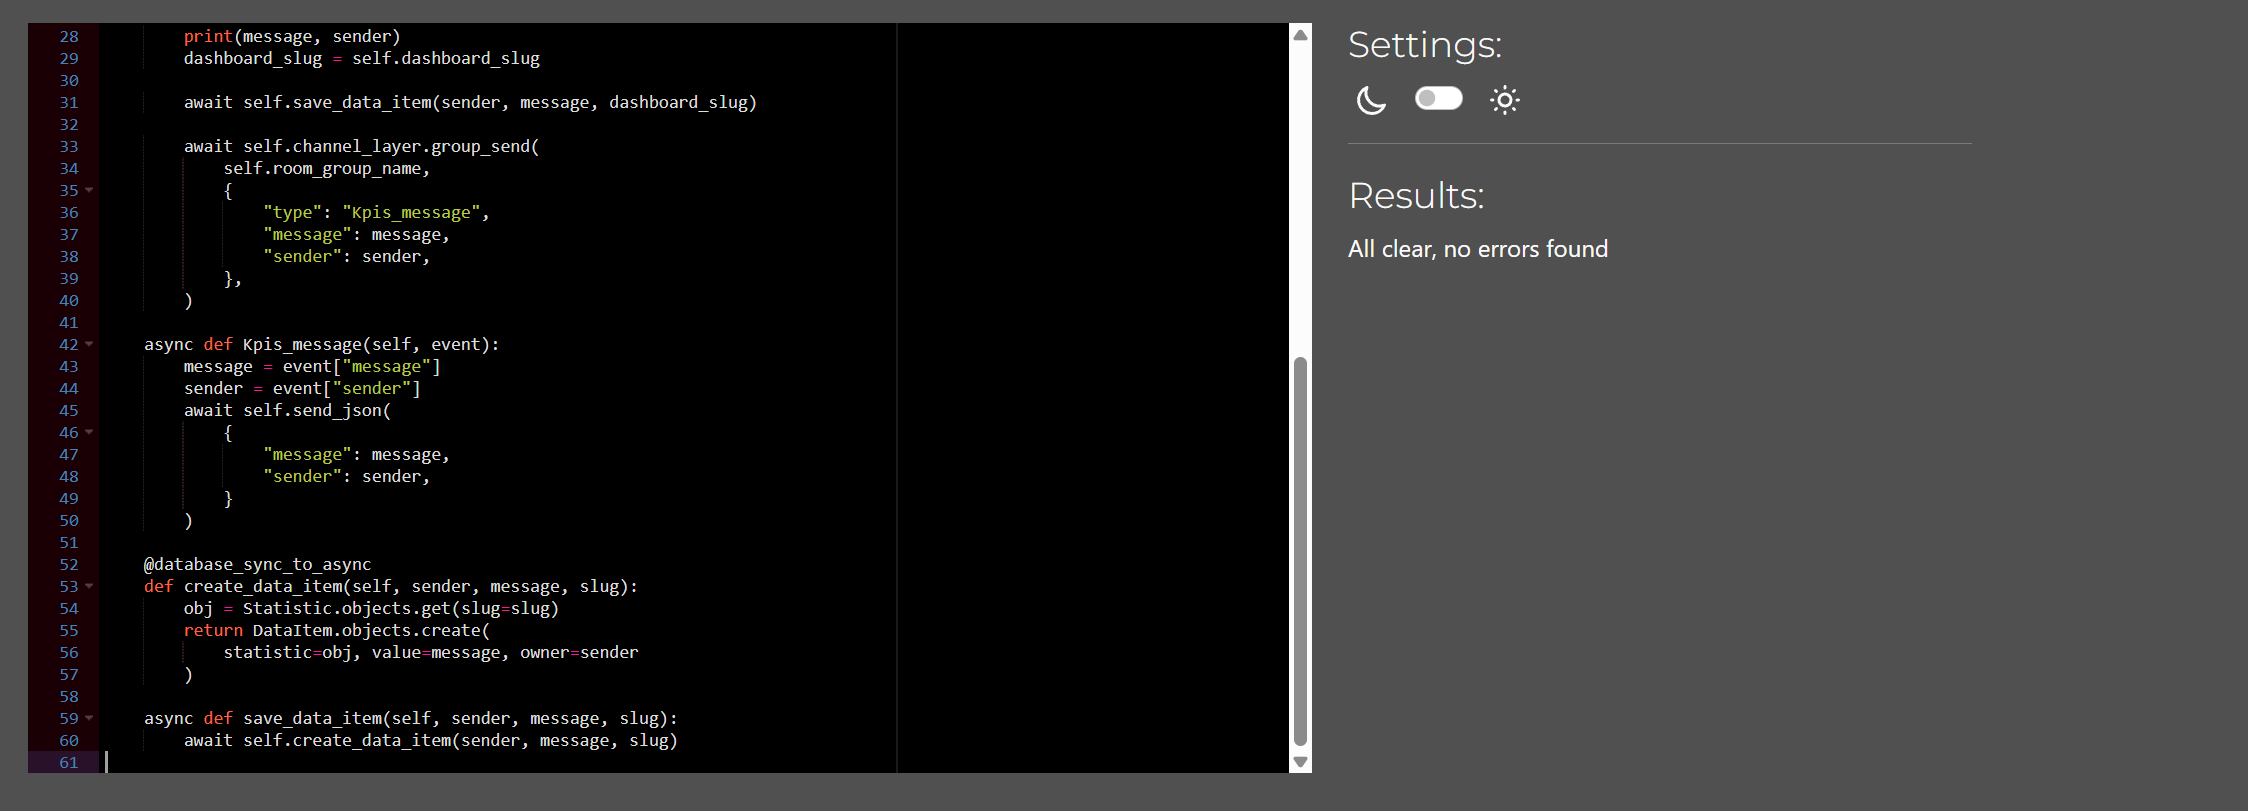 28 print(message, sender)
29 dashboard_slug = self.dashboard_slug
30
31 await self.save_data_item(sender, message, dashboard_slug)
32
33 await self.channel_layer.group_send(
34 self.room_group_name,
35 {
36 "type": "Kpis_message",
37 "message": message,
38 "sender": sender,
39 },
40 )
41
42 async def Kpis_message(self, event):
43 message = event["message"]
44 sender = event["sender"]
45 await self.send_json(
46 {
47 "message": message,
48 "sender": sender,
49 }
50 )
51
52 @database_sync_to_async
53 def create_data_item(self, sender, message, slug):
54 obj = Statistic.objects.get(slug=slug)
55 return DataItem.objects.create(
56 statistic=obj, value=message, owner=sender
57 )
58
59 async def save_data_item(self, sender, message, slug):
60 await self.create_data_item(sender, message, slug)
61
Settings:
Results:
All clear, no errors found